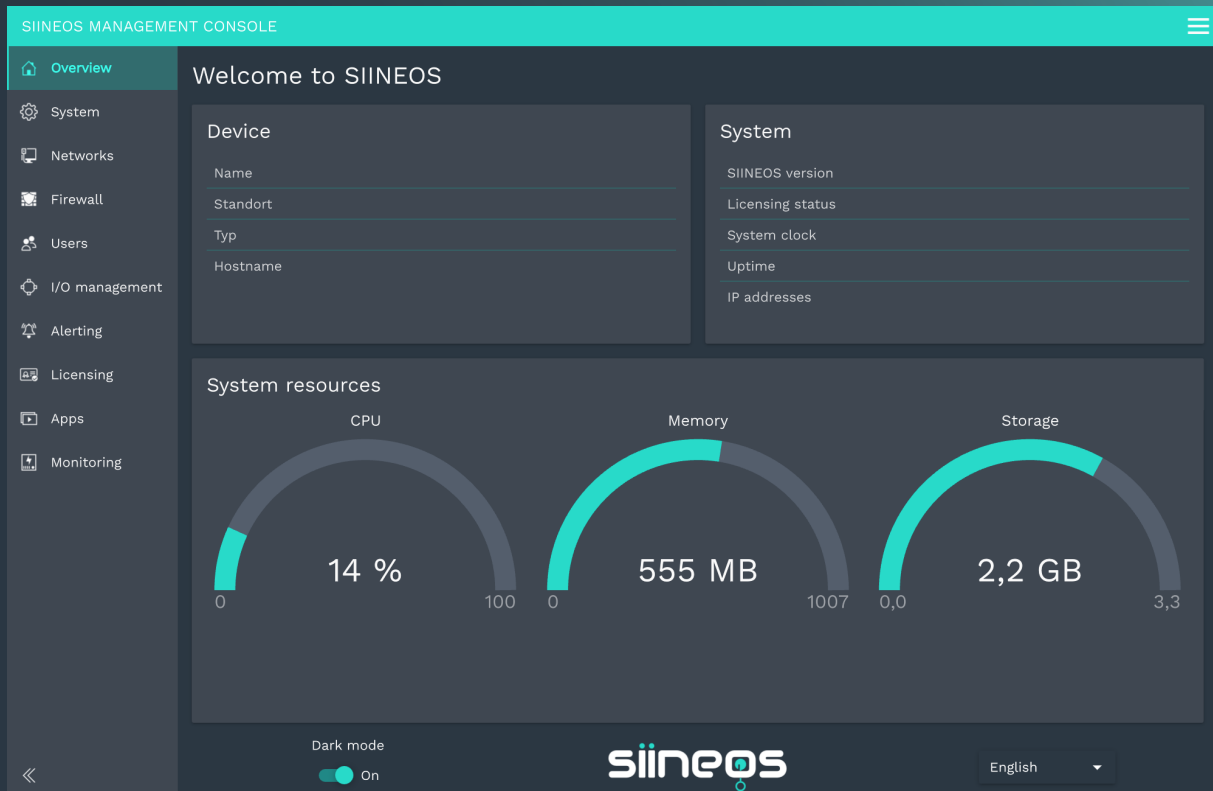 SIINEOS MANAGEMENT CONSOLE
Overview
System
Networks
Firewall
Users
I/O management
Alerting
Licensing
Apps
Monitoring
Welcome to SIINEOS
Device
Name
Standort
Typ
Hostname
System
SIINEOS version
Licensing status
System clock
Uptime
IP addresses
System resources
CPU
14 %
0 100
Memory
555 MB
0 1007
Storage
2,2 GB
0,0 3,3
Dark mode
On
siineos
English